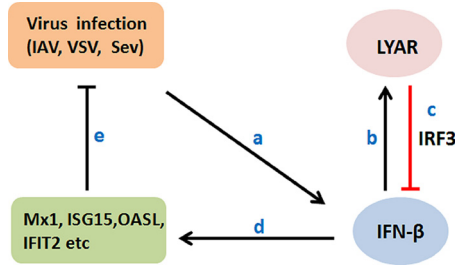 Virus infection
(IAV, VSV, Sev)
LYAR
e
a
b
c
IRF3
Mx1, ISG15,OASL,
IFIT2 etc
d
IFN-β